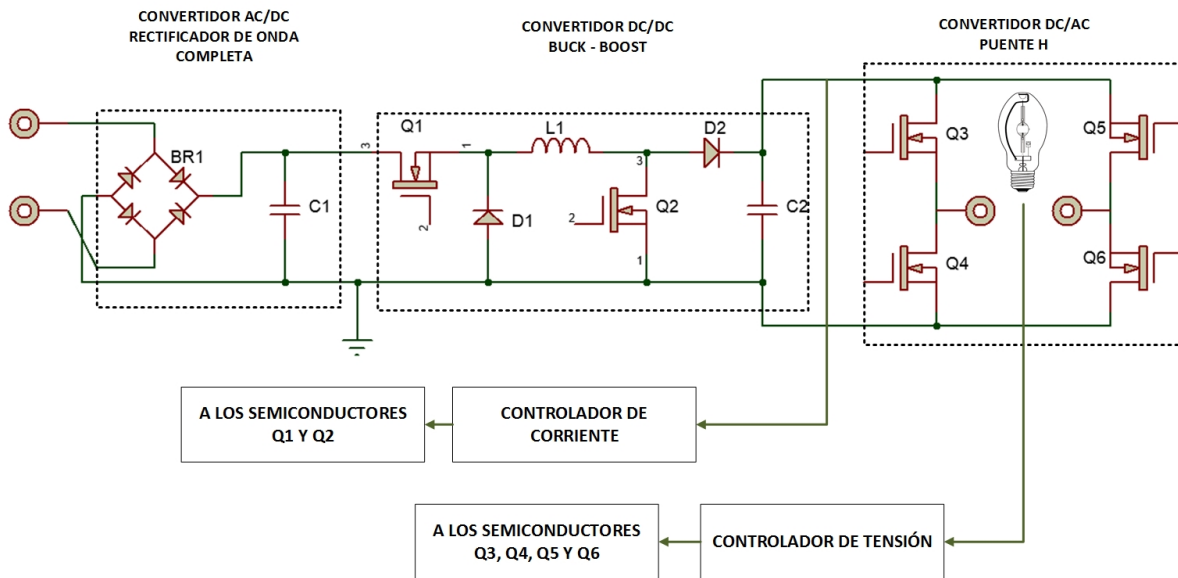 CONVERTIDOR AC/DC
RECTIFICADOR DE ONDA
COMPLETA
CONVERTIDOR DC/DC
BUCK - BOOST
CONVERTIDOR DC/AC
PUENTE H
BR1
C1
Q1
3
1
2
D1
L1
3
2
1
Q2
D2
C2
Q3
Q4
Q5
Q6
A LOS SEMICONDUCTORES
Q1 Y Q2
CONTROLADOR DE
CORRIENTE
A LOS SEMICONDUCTORES
Q3, Q4, Q5 Y Q6
CONTROLADOR DE TENSIÓN